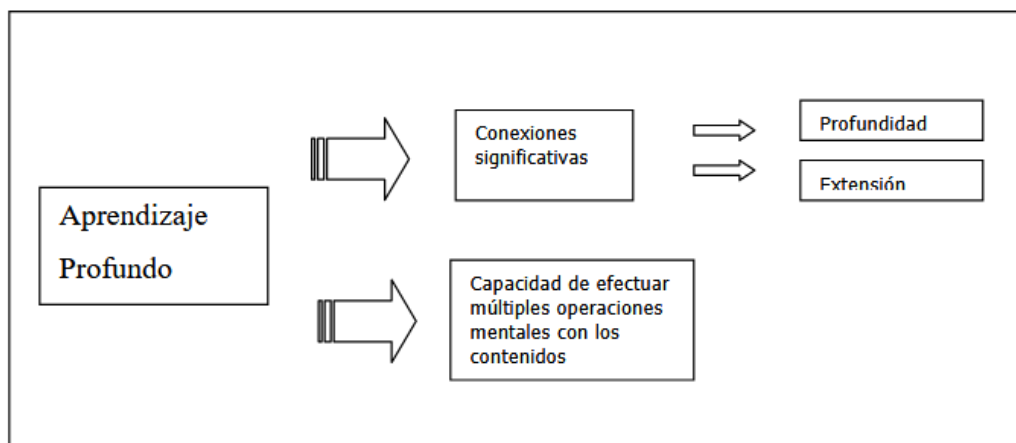 Aprendizaje
Profundo
Conexiones
significativas
Profundidad
Extensión
Capacidad de efectuar
múltiples operaciones
mentales con los
contenidos